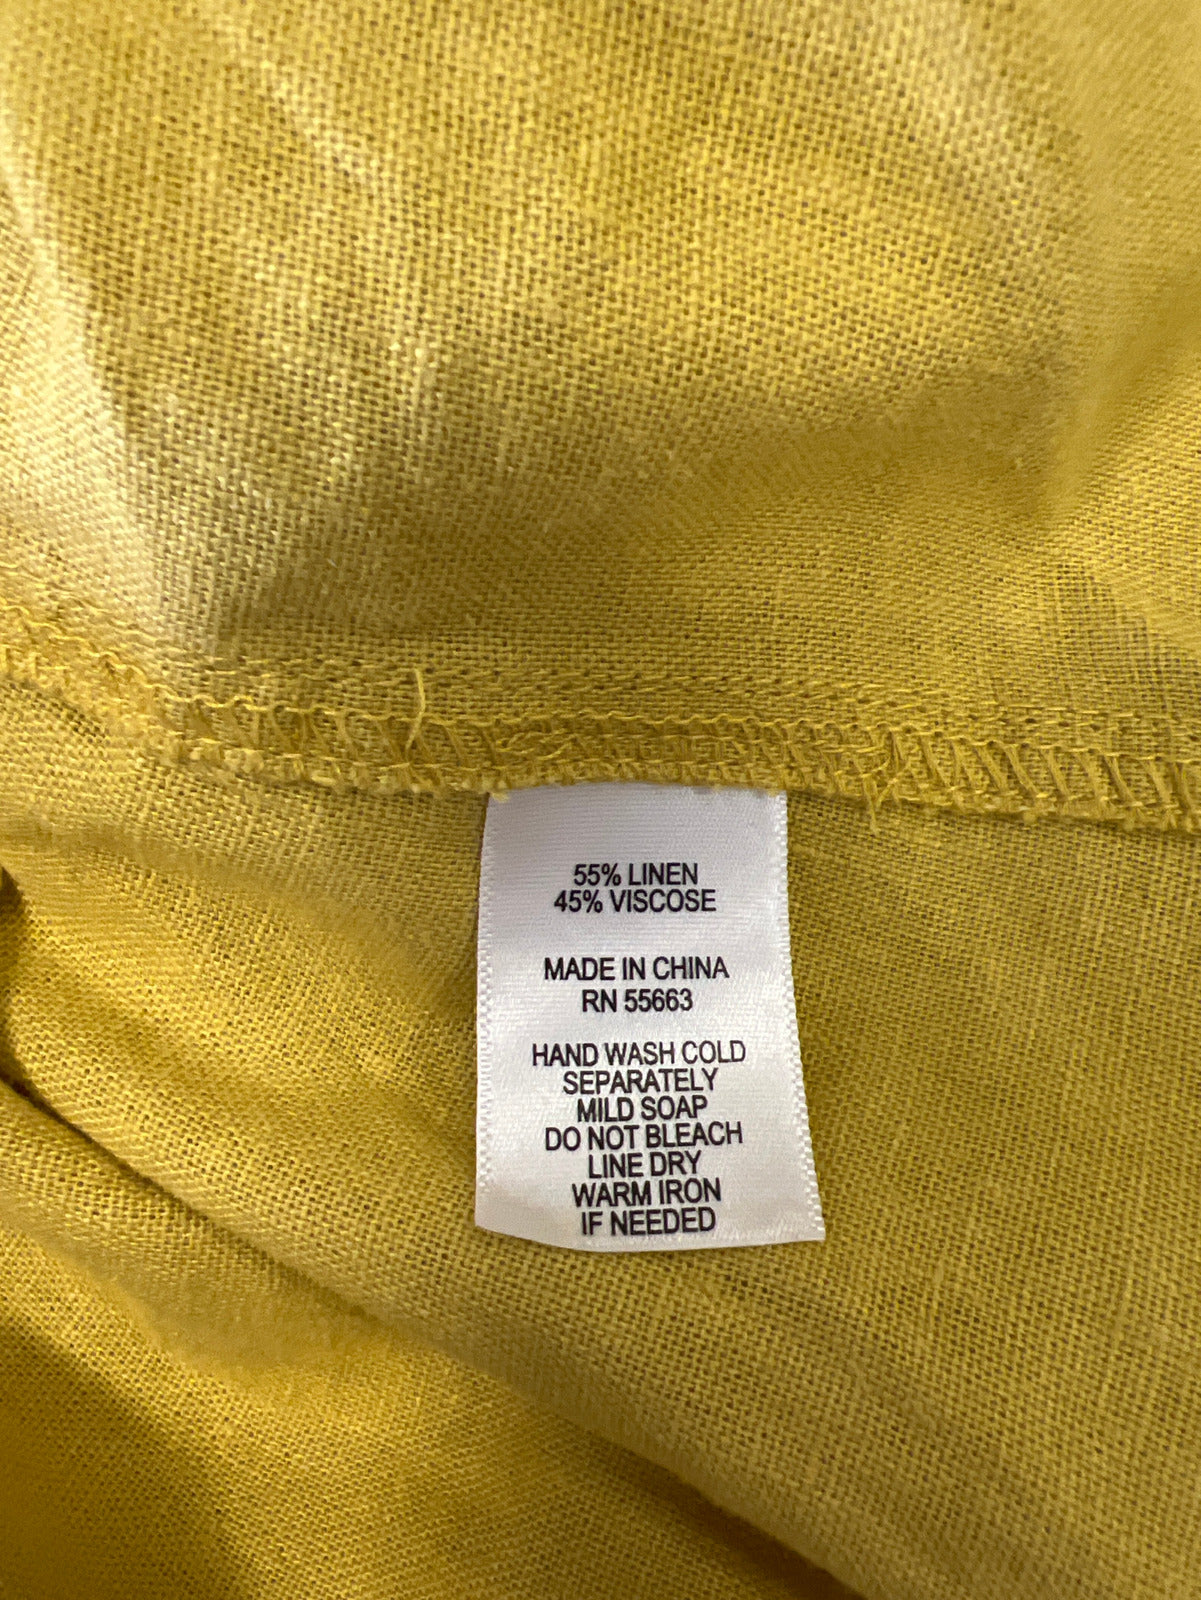 55% LINEN
45% VISCOSE
MADE IN CHINA
RN 55663
HAND WASH COLD
SEPARATELY
MILD SOAP
DO NOT BLEACH
LINE DRY
WARM IRON
IF NEEDED